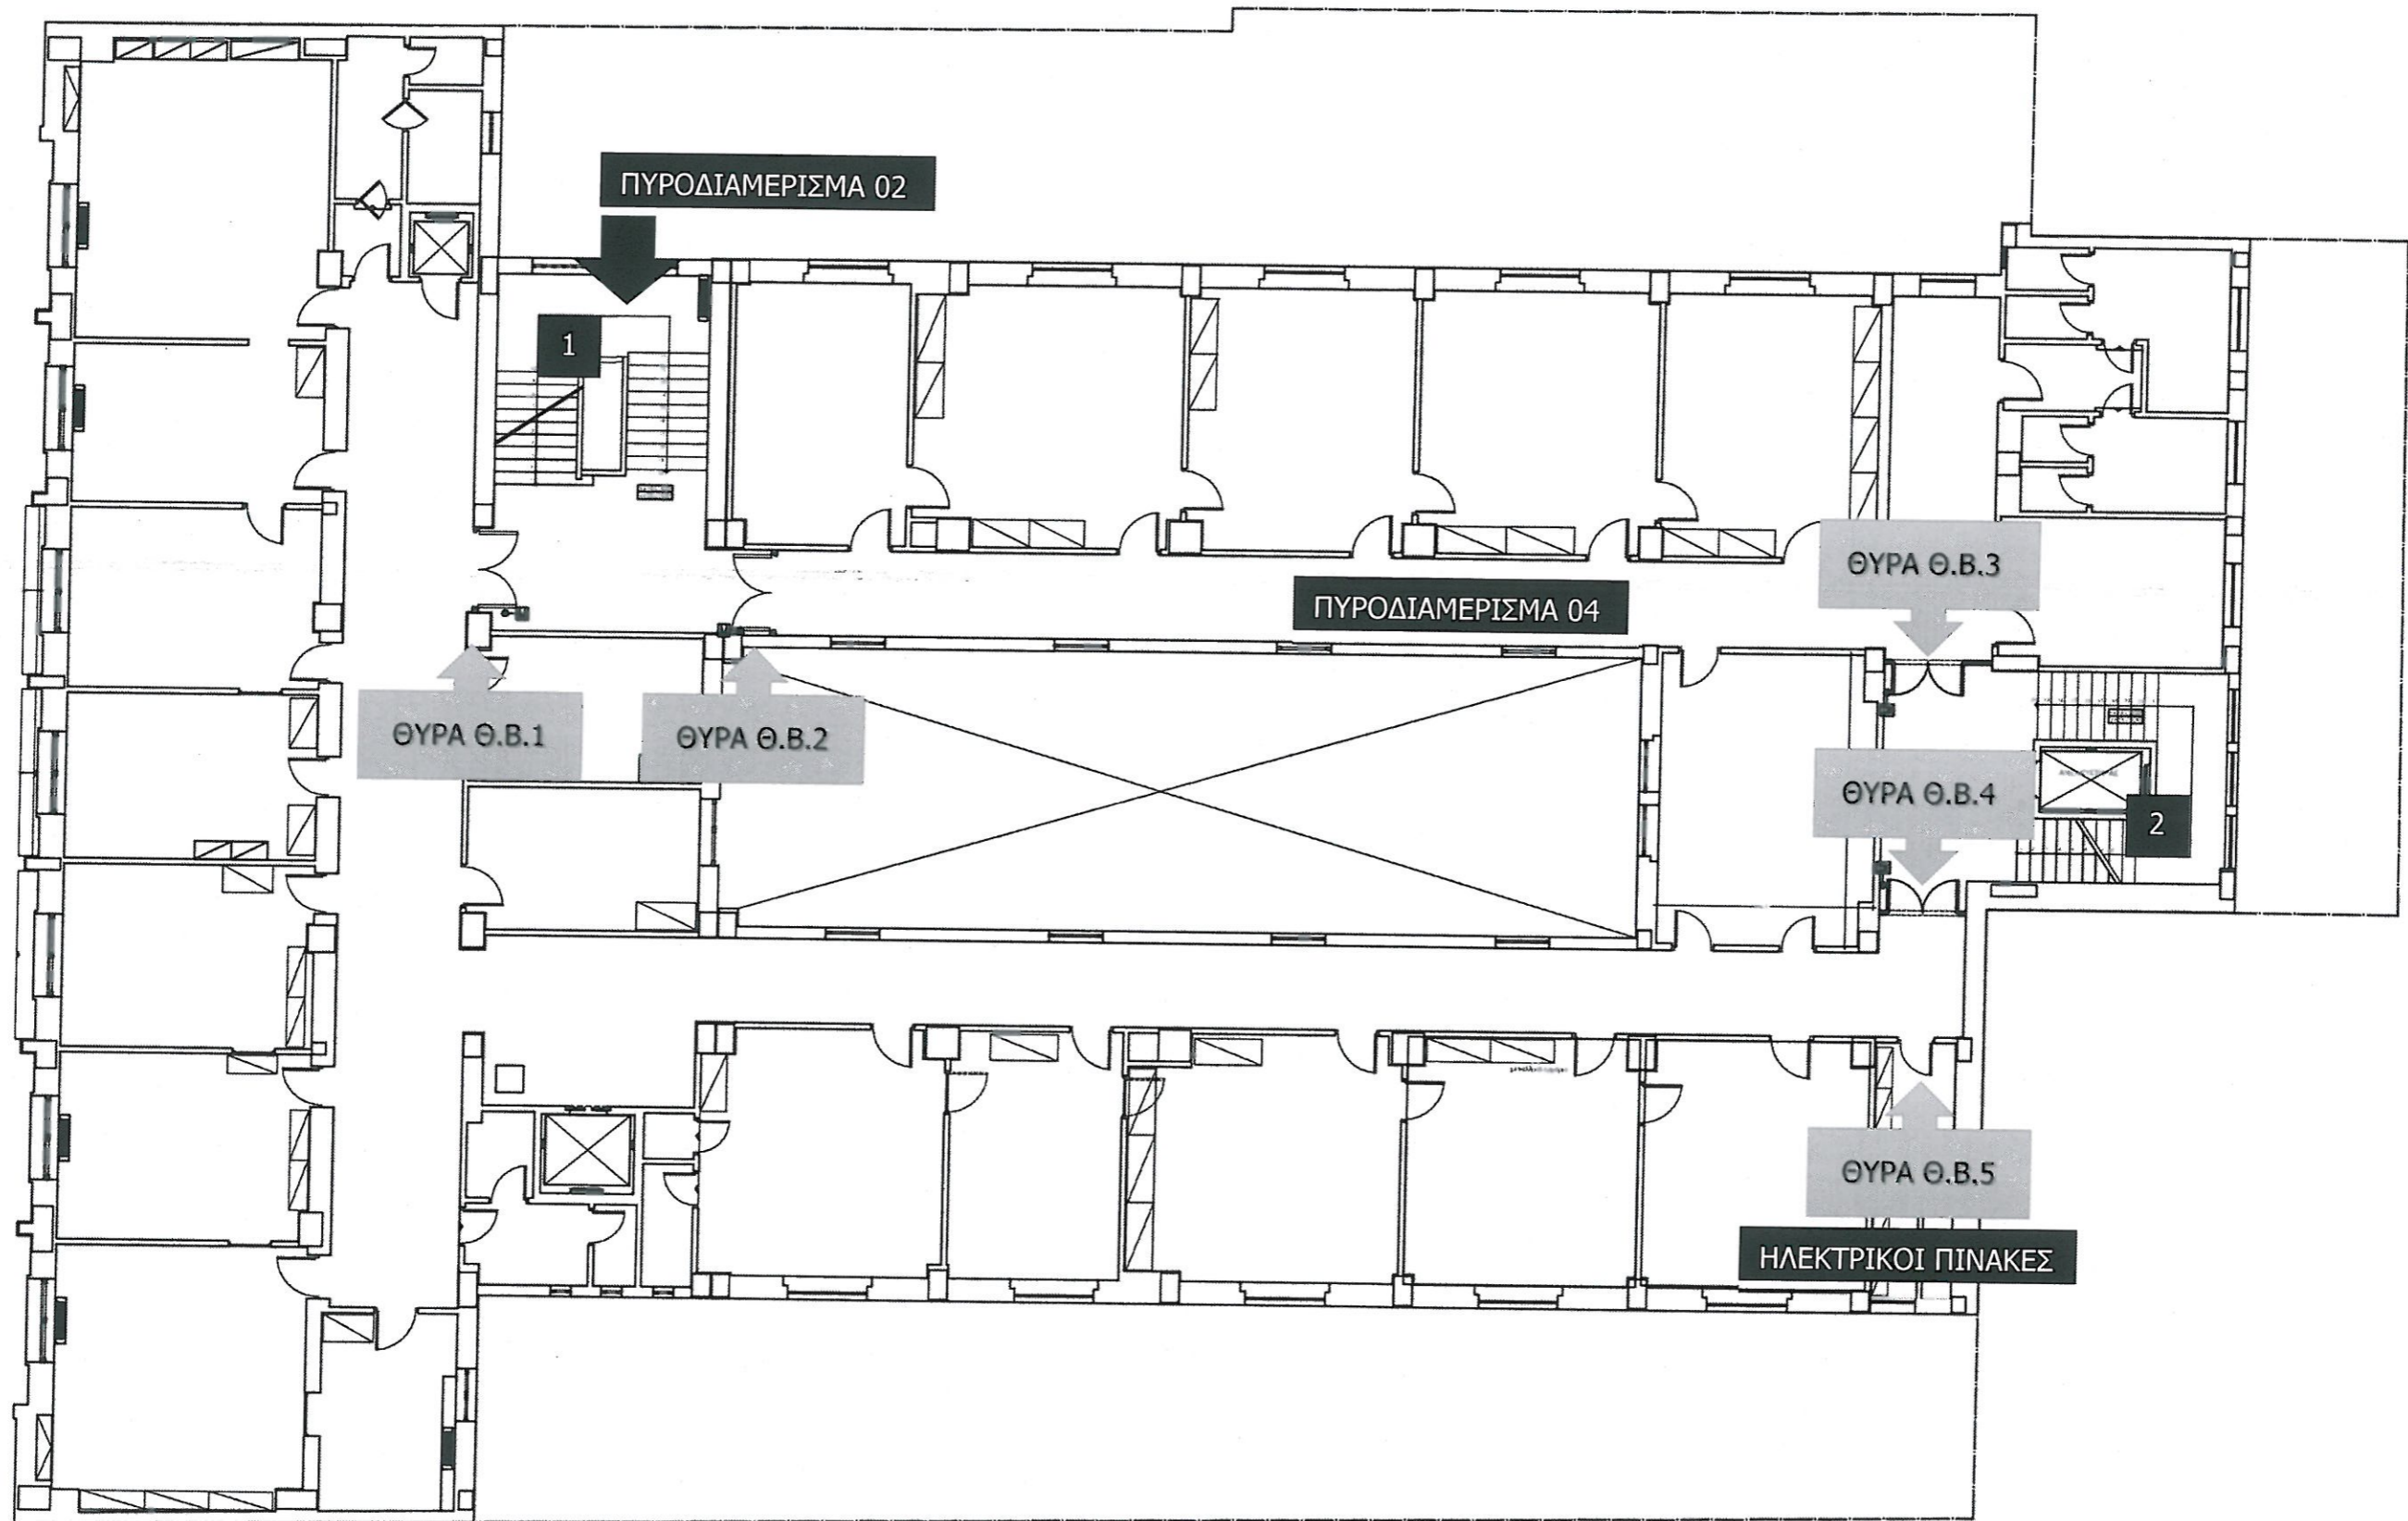 ΠΥΡΟΔΙΑΜΕΡΙΣΜΑ 02
1
ΘΥΡΑ Θ.Β.3
ΠΥΡΟΔΙΑΜΕΡΙΣΜΑ 04
ΘΥΡΑ Θ.Β.1
ΘΥΡΑ Θ.Β.2
ΘΥΡΑ Θ.Β.4
2
ΘΥΡΑ Θ.Β.5
ΗΛΕΚΤΡΙΚΟΙ ΠΙΝΑΚΕΣ